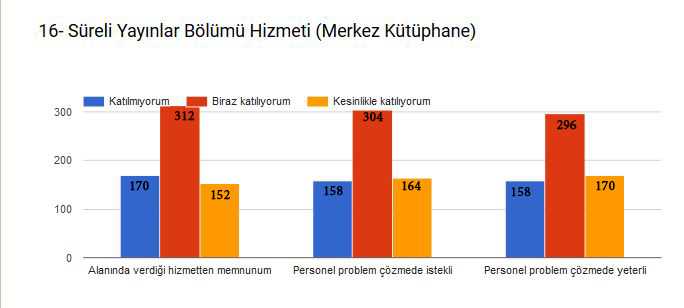 16- Süreli Yayınlar Bölümü Hizmeti (Merkez Kütüphane)
Katılmıyorum Biraz katılıyorum Kesinlikle katılıyorum
300
200
100
0
170 312 152
158 304 164
158 296 170
Alanında verdiği hizmetten memnunum Personel problem çözmede istekli Personel problem çözmede yeterli